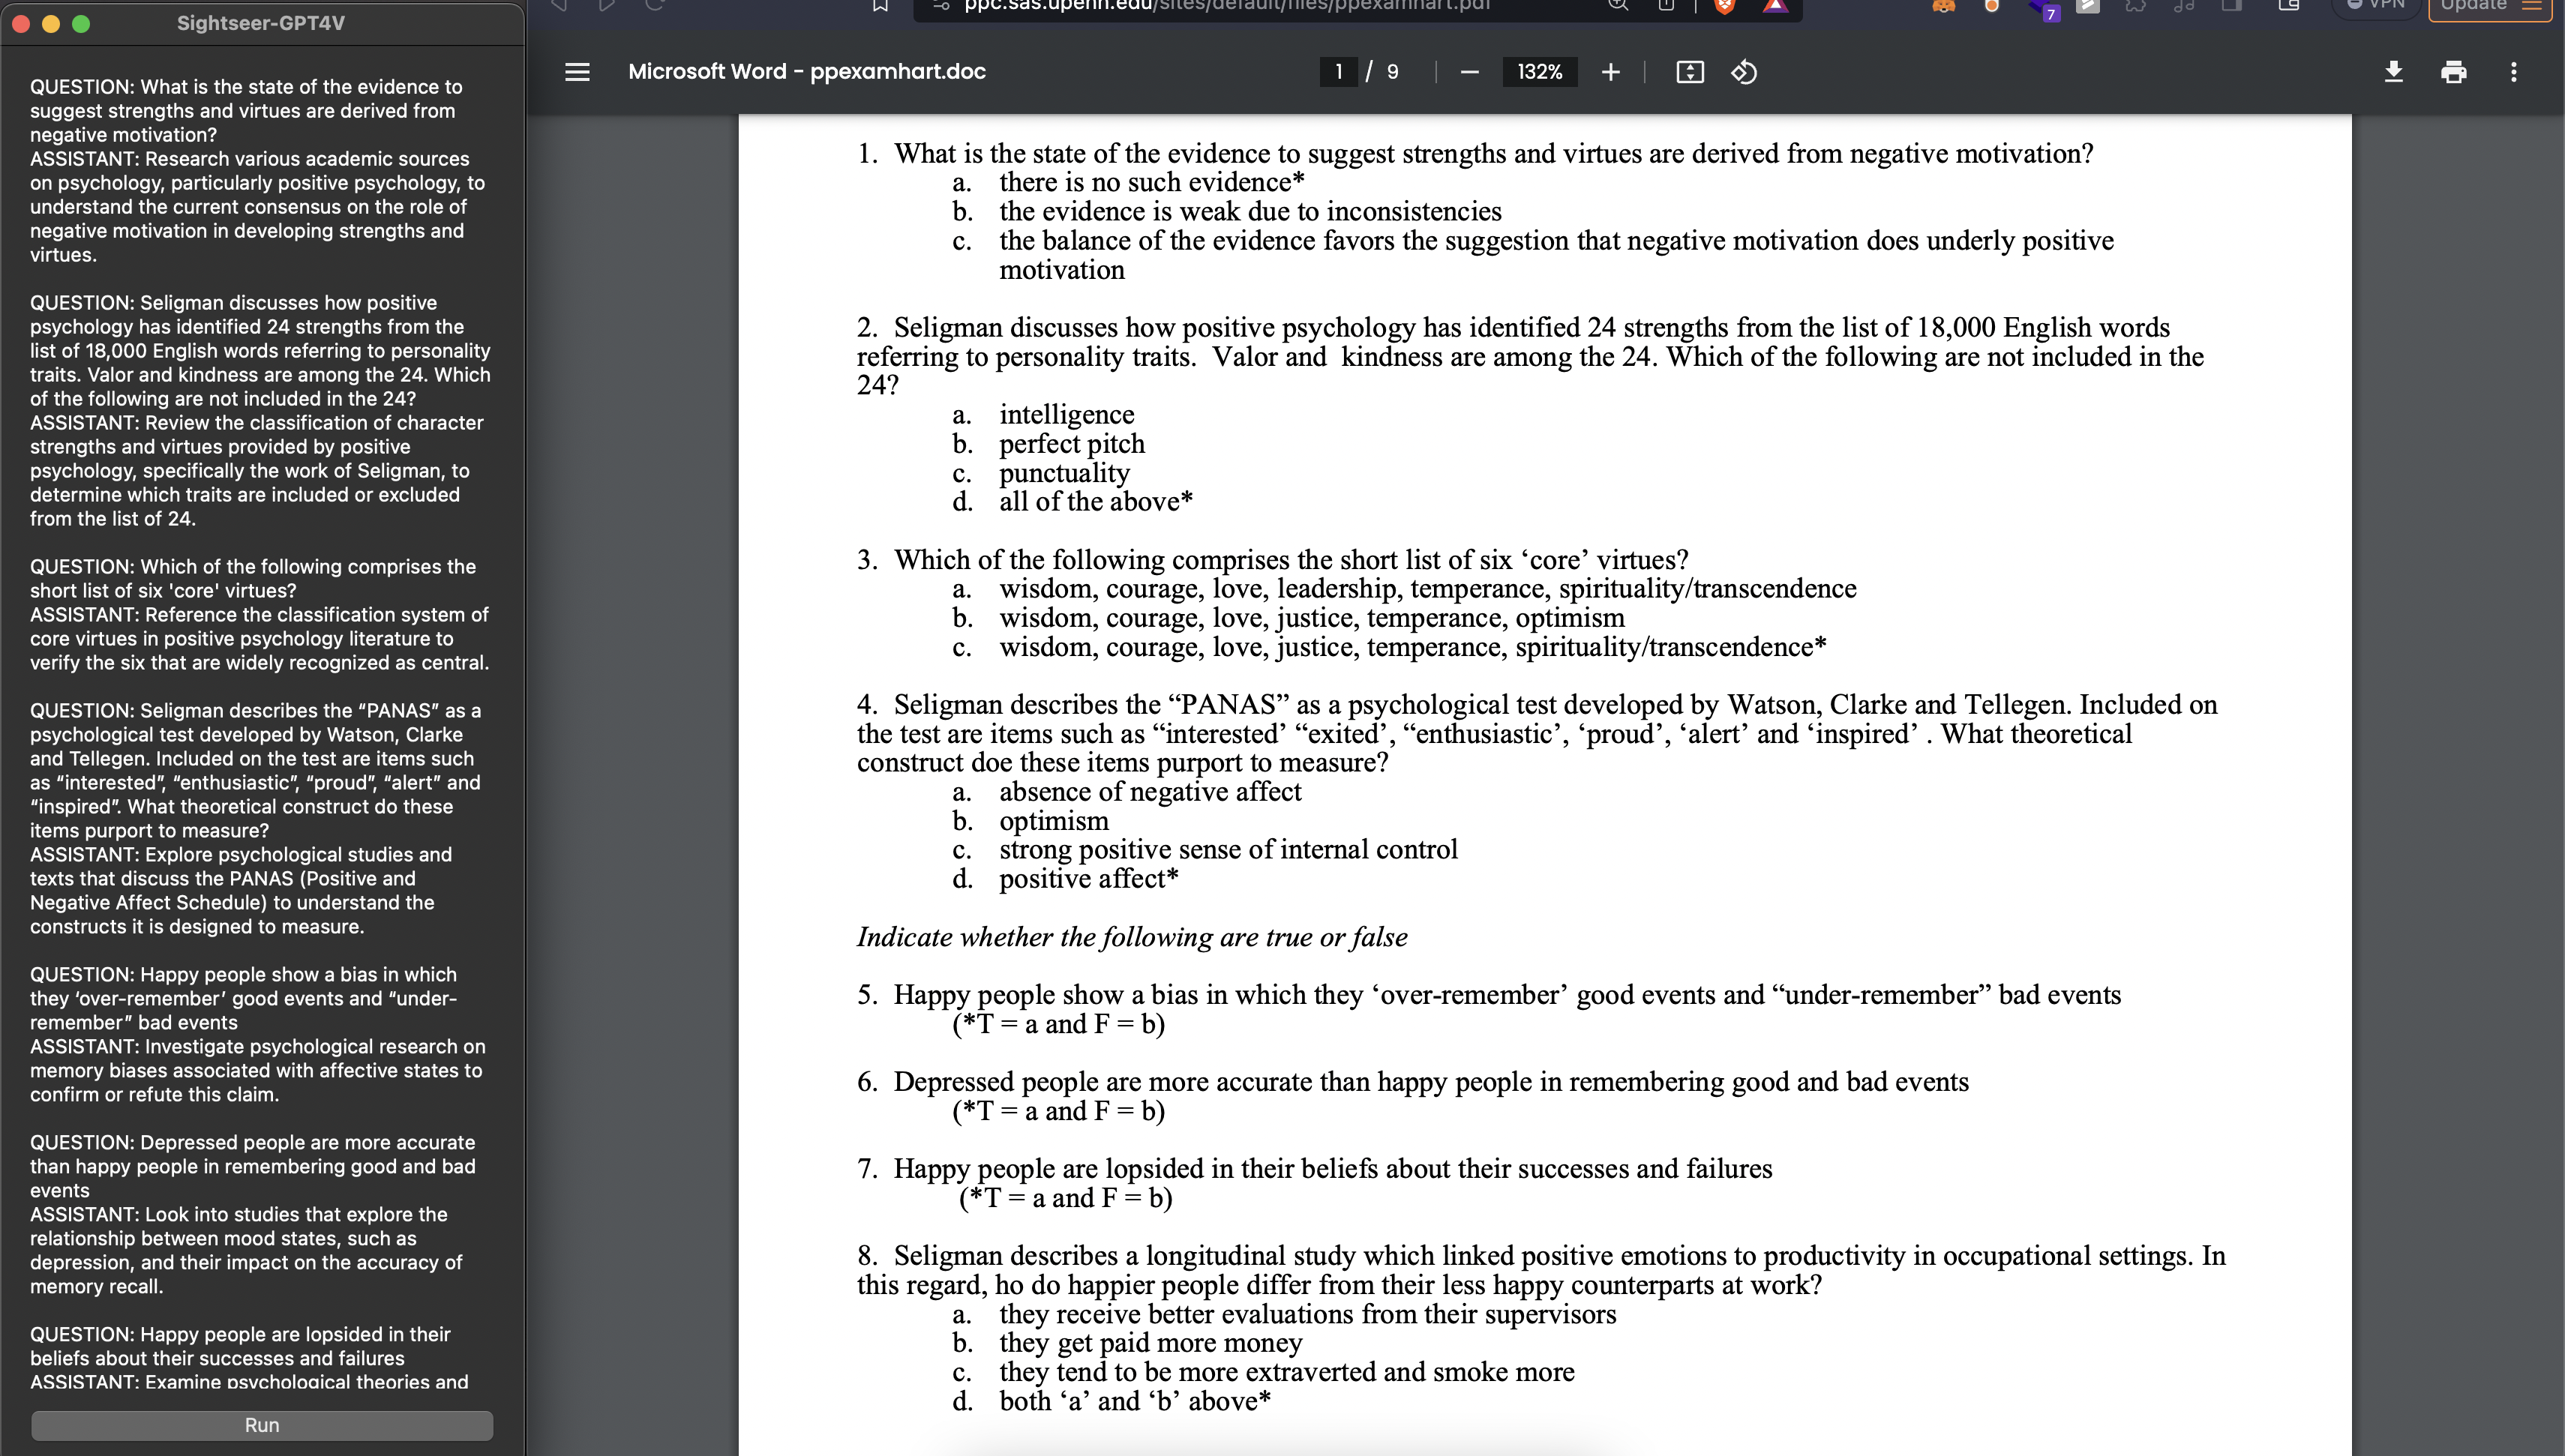 Sightseer-GPT4V
QUESTION: What is the state of the evidence to
suggest strengths and virtues are derived from
negative motivation?
ASSISTANT: Research various academic sources
on psychology, particularly positive psychology, to
understand the current consensus on the role of
negative motivation in developing strengths and
virtues.
QUESTION: Seligman discusses how positive
psychology has identified 24 strengths from the
list of 18,000 English words referring to personality
traits. Valor and kindness are among the 24. Which
of the following are not included in the 24?
ASSISTANT: Review the classification of character
strengths and virtues provided by positive
psychology, specifically the work of Seligman, to
determine which traits are included or excluded
from the list of 24.
QUESTION: Which of the following comprises the
short list of six 'core' virtues?
ASSISTANT: Reference the classification system of
core virtues in positive psychology literature to
verify the six that are widely recognized as central.
QUESTION: Seligman describes the “PANAS” as a
psychological test developed by Watson, Clarke
and Tellegen. Included on the test are items such
as “interested”, “enthusiastic”, “proud”, “alert” and
“inspired”. What theoretical construct do these
items purport to measure?
ASSISTANT: Explore psychological studies and
texts that discuss the PANAS (Positive and
Negative Affect Schedule) to understand the
constructs it is designed to measure.
QUESTION: Happy people show a bias in which
they ‘over-remember’ good events and “under-
remember” bad events
ASSISTANT: Investigate psychological research on
memory biases associated with affective states to
confirm or refute this claim.
QUESTION: Depressed people are more accurate
than happy people in remembering good and bad
events
ASSISTANT: Look into studies that explore the
relationship between mood states, such as
depression, and their impact on the accuracy of
memory recall.
QUESTION: Happy people are lopsided in their
beliefs about their successes and failures
ASSISTANT: Examine psychological theories and
Run
ppc.sas.upenn.edu/sites/default/files/ppexamhart.pdf
7
VPN
Update
Microsoft Word - ppexamhart.doc
1 / 9
132%
1. What is the state of the evidence to suggest strengths and virtues are derived from negative motivation?
a. there is no such evidence*
b. the evidence is weak due to inconsistencies
c. the balance of the evidence favors the suggestion that negative motivation does underly positive
motivation
2. Seligman discusses how positive psychology has identified 24 strengths from the list of 18,000 English words
referring to personality traits. Valor and kindness are among the 24. Which of the following are not included in the
24?
a. intelligence
b. perfect pitch
c. punctuality
d. all of the above*
3. Which of the following comprises the short list of six ‘core’ virtues?
a. wisdom, courage, love, leadership, temperance, spirituality/transcendence
b. wisdom, courage, love, justice, temperance, optimism
c. wisdom, courage, love, justice, temperance, spirituality/transcendence*
4. Seligman describes the “PANAS” as a psychological test developed by Watson, Clarke and Tellegen. Included on
the test are items such as “interested’ “exited’, “enthusiastic’, ‘proud’, ‘alert’ and ‘inspired’ . What theoretical
construct doe these items purport to measure?
a. absence of negative affect
b. optimism
c. strong positive sense of internal control
d. positive affect*
Indicate whether the following are true or false
5. Happy people show a bias in which they ‘over-remember’ good events and “under-remember” bad events
(*T = a and F = b)
6. Depressed people are more accurate than happy people in remembering good and bad events
(*T = a and F = b)
7. Happy people are lopsided in their beliefs about their successes and failures
(*T = a and F = b)
8. Seligman describes a longitudinal study which linked positive emotions to productivity in occupational settings. In
this regard, ho do happier people differ from their less happy counterparts at work?
a. they receive better evaluations from their supervisors
b. they get paid more money
c. they tend to be more extraverted and smoke more
d. both ‘a’ and ‘b’ above*